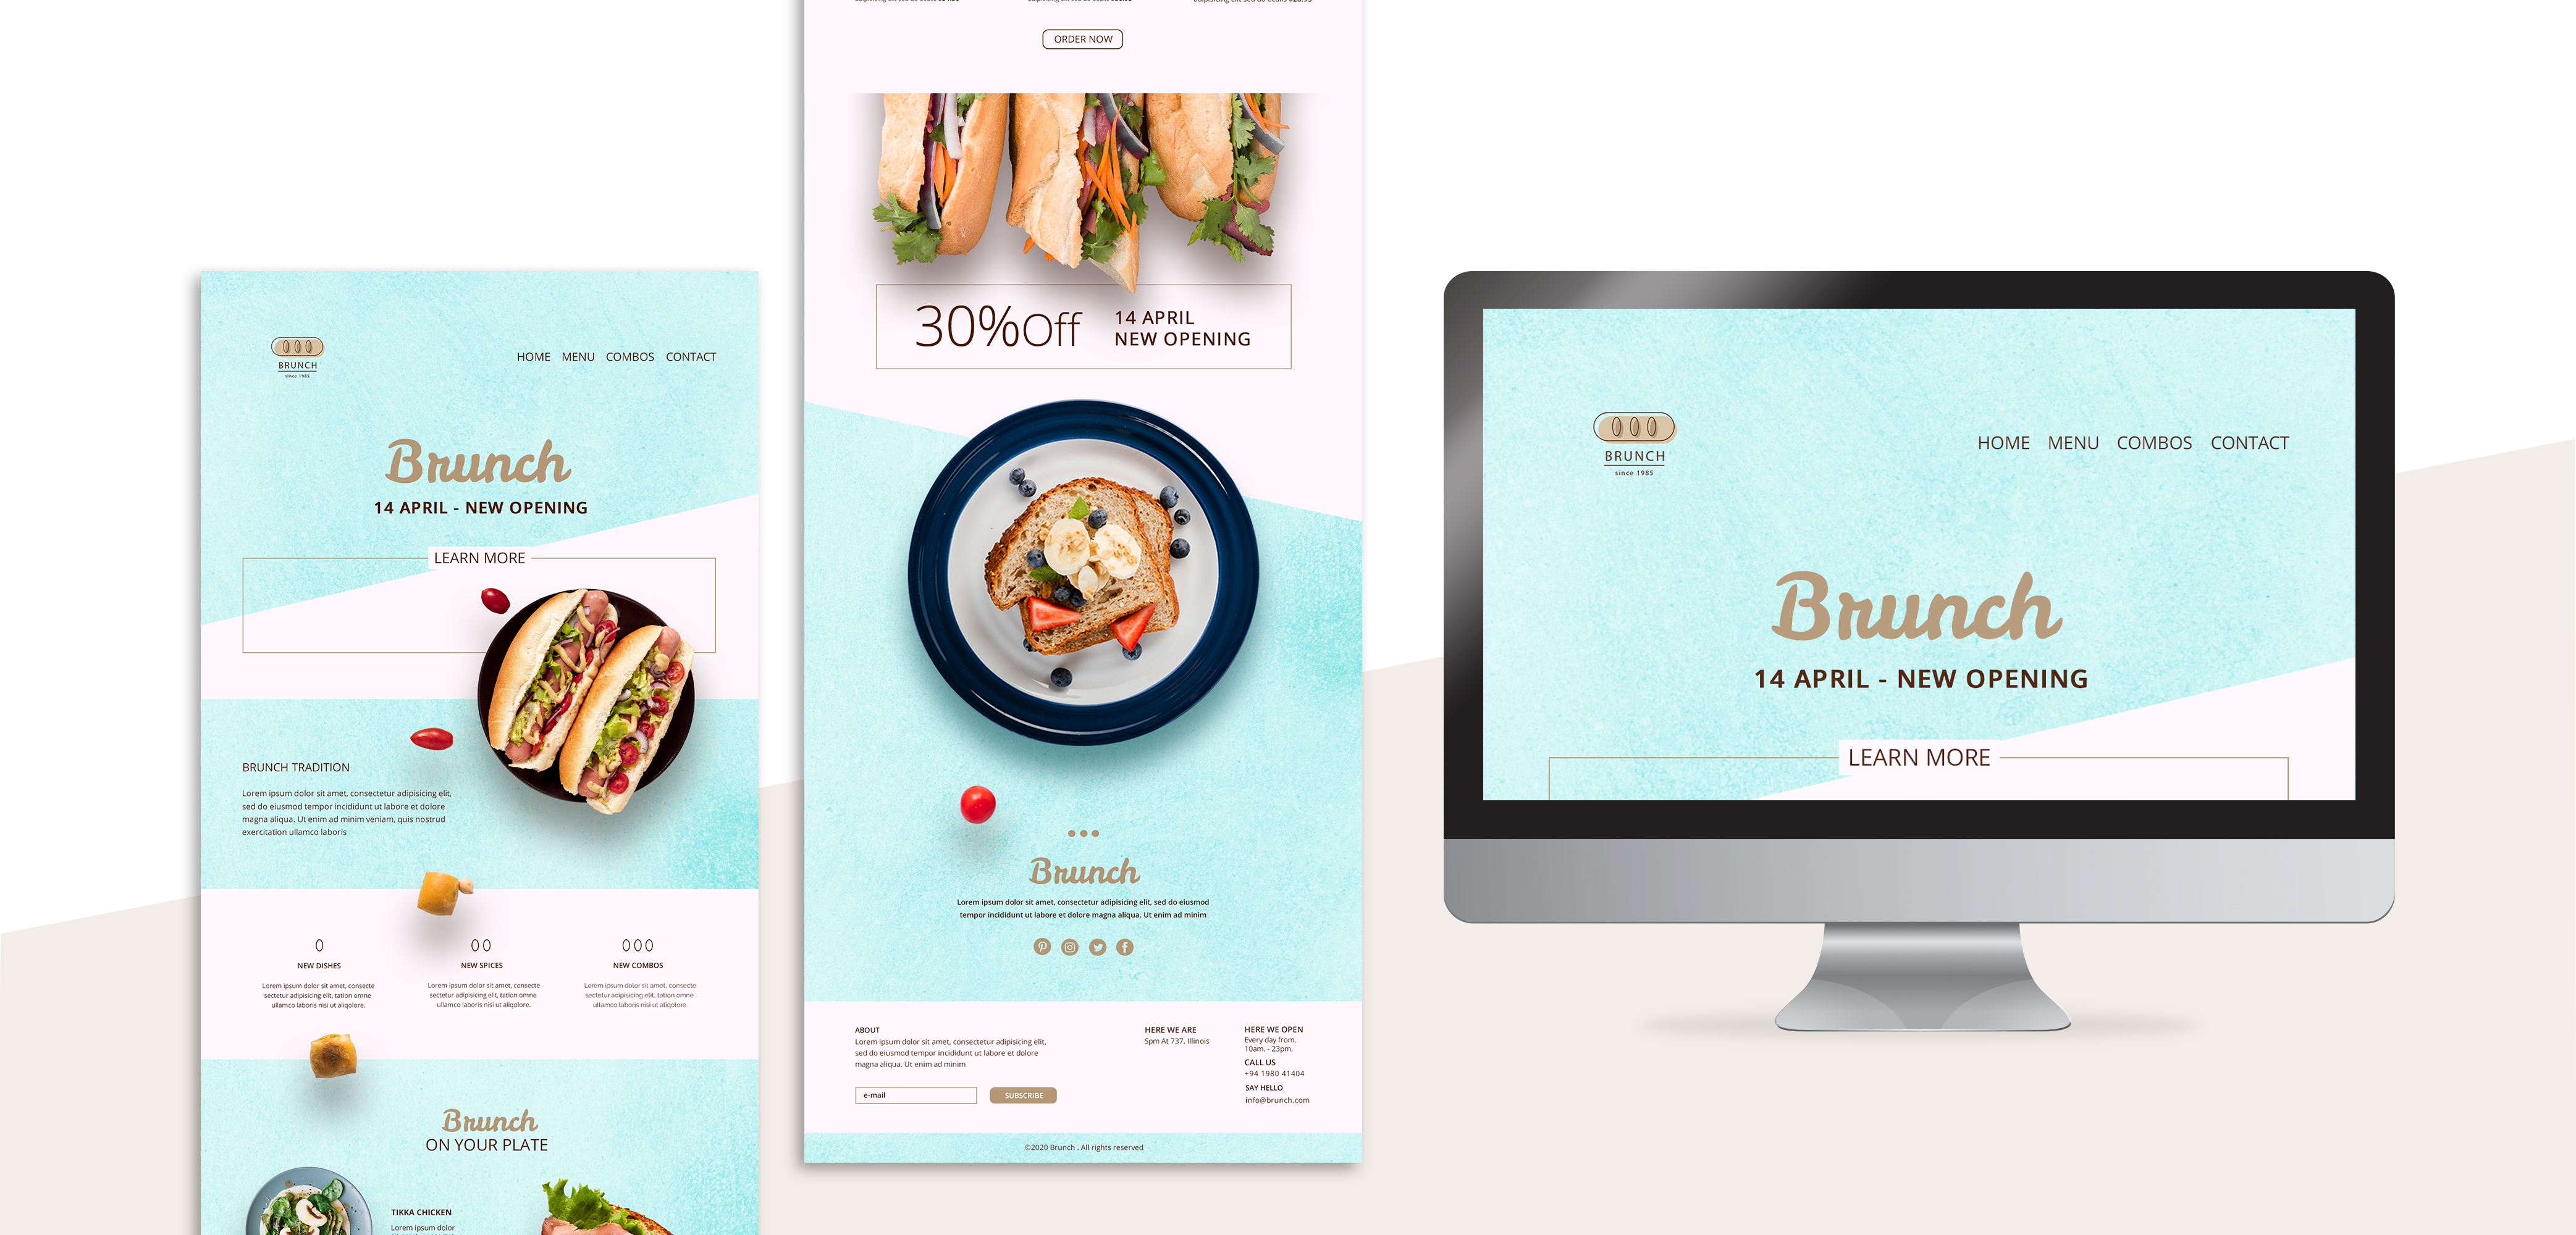 BRUNCH
since 1985
HOME MENU COMBOS CONTACT
Brunch
14 APRIL - NEW OPENING
LEARN MORE
BRUNCH TRADITION
Lorem ipsum dolor sit amet, consectetur adipisicing elit,
sed do eiusmod tempor incididunt ut labore et dolore
magna aliqua. Ut enim ad minim veniam, quis nostrud
exercitation ullamco laboris
NEW DISHES
Lorem ipsum dolor sit amet, consecte
sectetur adipisicing elit, tation omne
ullamco laboris nisi ut aliqolore.
NEW SPICES
Lorem ipsum dolor sit amet, consecte
sectetur adipisicing elit, tation omne
ullamco laboris nisi ut aliqolore.
NEW COMBOS
Lorem ipsum dolor sit amet, consecte
sectetur adipisicing elit, tation omne
ullamco laboris nisi ut aliqolore.
Brunch
ON YOUR PLATE
TIKKA CHICKEN
Lorem ipsum dolor
ORDER NOW
30%Off
14 APRIL
NEW OPENING
Brunch
Lorem ipsum dolor sit amet, consectetur adipisicing elit, sed do eiusmod
tempor incididunt ut labore et dolore magna aliqua. Ut enim ad minim
ABOUT
Lorem ipsum dolor sit amet, consectetur adipisicing elit,
sed do eiusmod tempor incididunt ut labore et dolore
magna aliqua. Ut enim ad minim
e-mail
SUBSCRIBE
HERE WE ARE
Spm At 737, Illinois
HERE WE OPEN
Every day from.
10am. - 23pm.
CALL US
+94 1980 41404
SAY HELLO
info@brunch.com
©2020 Brunch . All rights reserved
BRUNCH
since 1985
HOME MENU COMBOS CONTACT
Brunch
14 APRIL - NEW OPENING
LEARN MORE